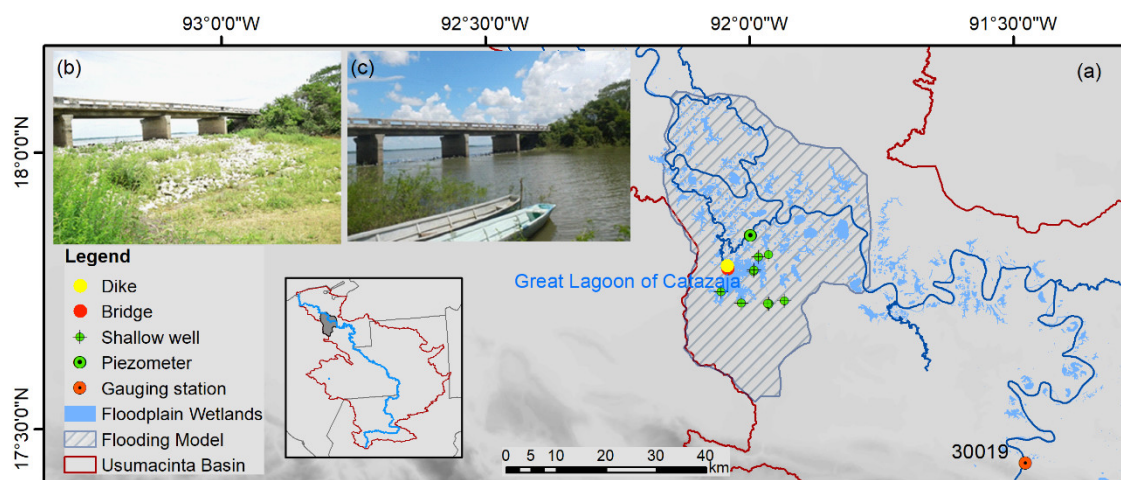 93°0'0"W 92°30'0"W 92°0'0"W 91°30'0"W
(b) (c) (a)
18°0'0"N
17°30'0"N
Legend
Dike
Bridge
Shallow well
Piezometer
Gauging station
Floodplain Wetlands
Flooding Model
Usumacinta Basin
Great Lagoon of Catazaja
30019
0 5 10 20 30 40
km